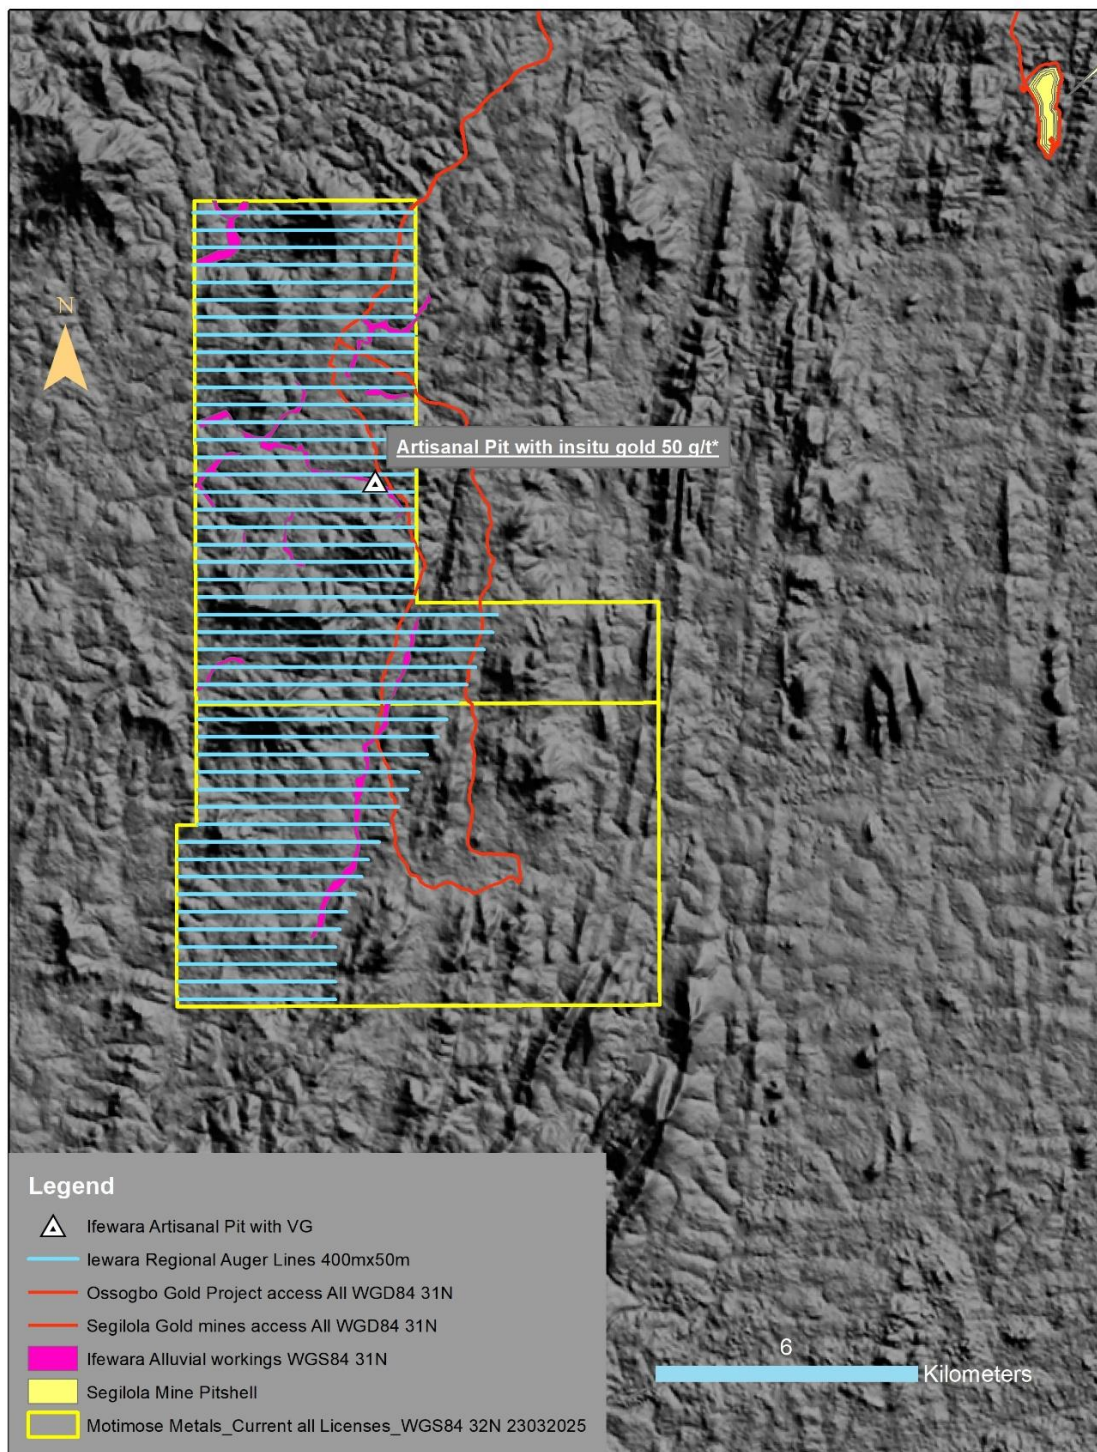 N
Artisanal Pit with insitu gold 50 g/t*
Legend
Ifewara Artisanal Pit with VG
Iewara Regional Auger Lines 400mx50m
Ossogbo Gold Project access All WGD84 31N
Segilola Gold mines access All WGD84 31N
Ifewara Alluvial workings WGS84 31N
Segilola Mine Pitshell
Motimose Metals_Current all Licenses_WGS84 32N 23032025
6
Kilometers